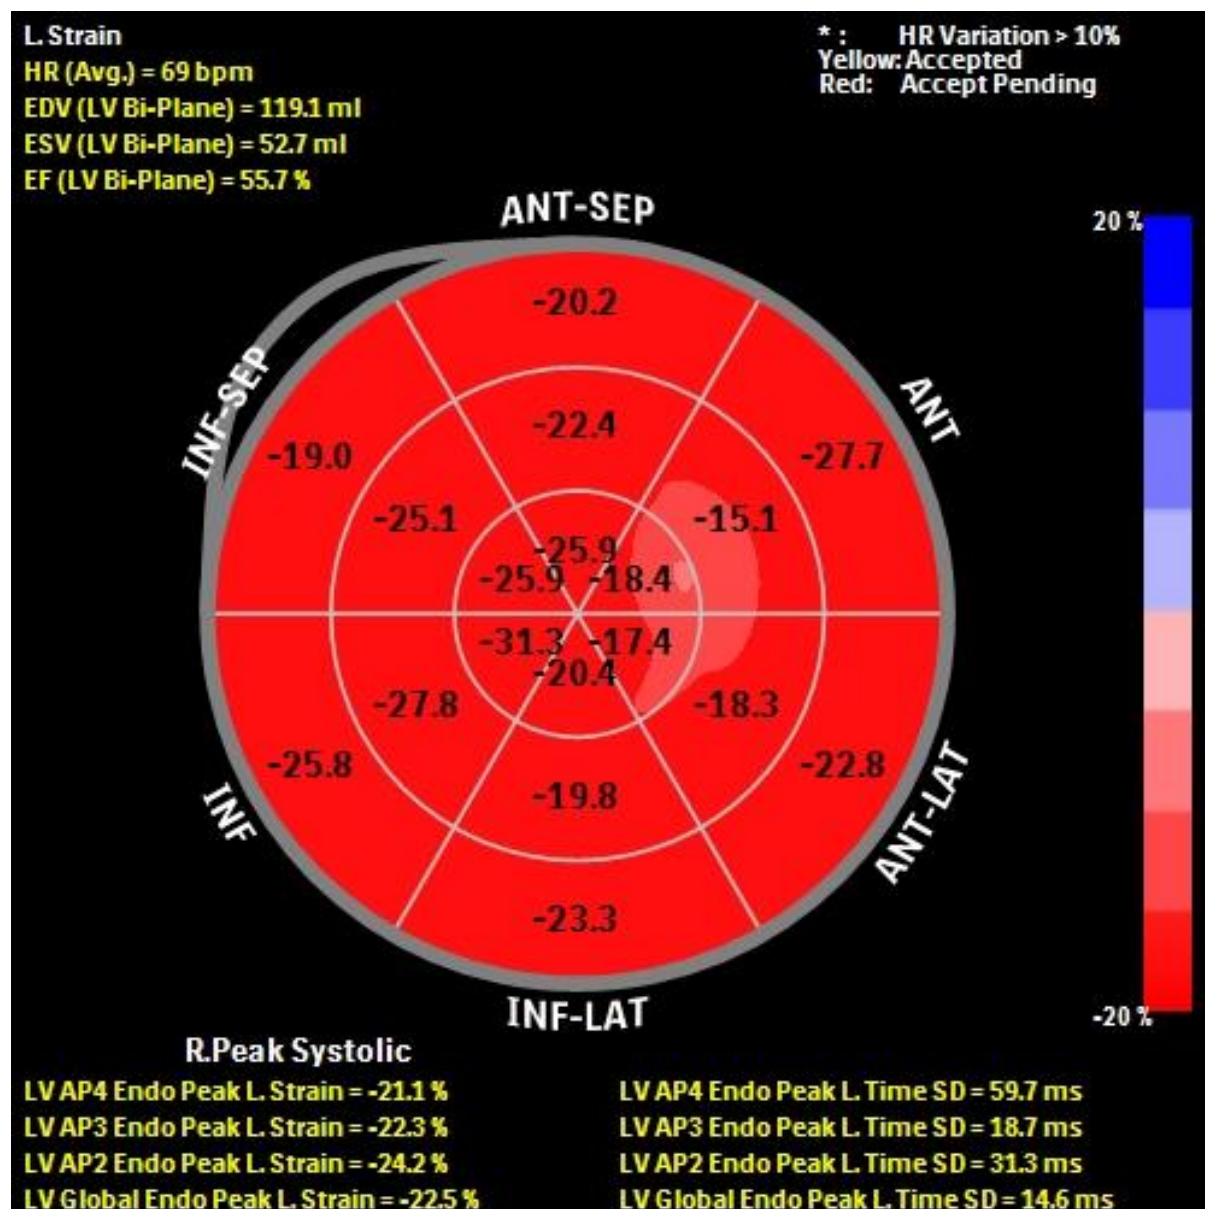 L. Strain
HR (Avg.) = 69 bpm
EDV (LV Bi-Plane) = 119.1 ml
ESV (LV Bi-Plane) = 52.7 ml
EF (LV Bi-Plane) = 55.7 %
* : HR Variation > 10%
Yellow: Accepted
Red: Accept Pending
20 %
ANT-SEP
INF-SEP
ANT
-20.2
-22.4
-19.0
-27.7
-25.1
-15.1
-25.9
-25.9
-18.4
-31.3
-17.4
-20.4
-27.8
-18.3
-25.8
-22.8
-19.8
-23.3
INF
ANT-LAT
INF-LAT
-20 %
R.Peak Systolic
LV AP4 Endo Peak L. Strain = -21.1 %
LV AP3 Endo Peak L. Strain = -22.3 %
LV AP2 Endo Peak L. Strain = -24.2 %
LV Global Endo Peak L. Strain = -22.5 %
LV AP4 Endo Peak L. Time SD = 59.7 ms
LV AP3 Endo Peak L. Time SD = 18.7 ms
LV AP2 Endo Peak L. Time SD = 31.3 ms
LV Global Endo Peak L. Time SD = 14.6 ms